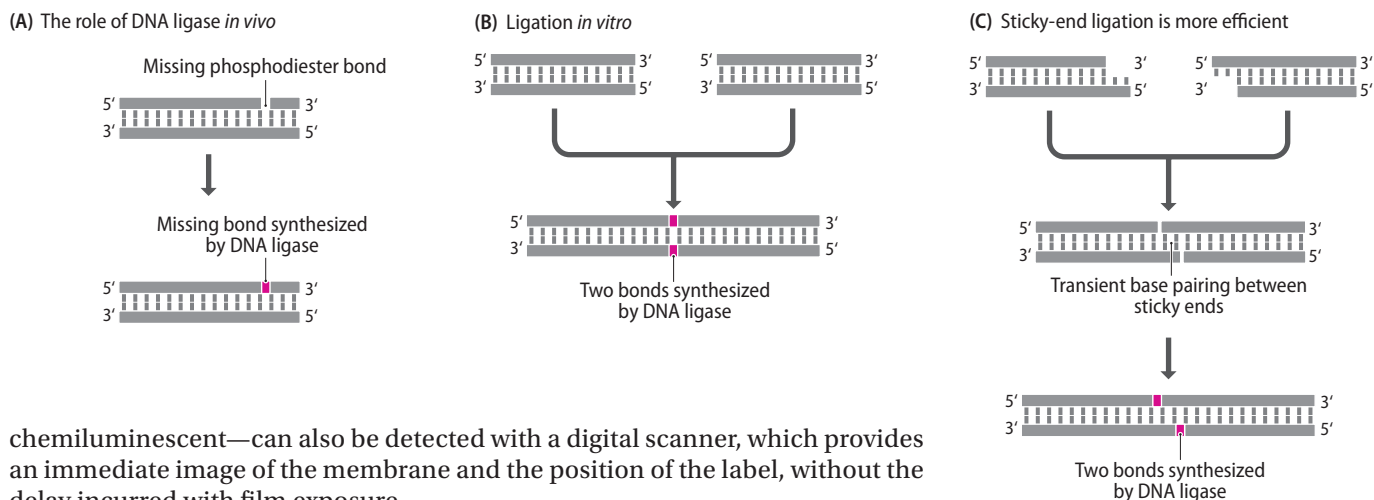 (A) The role of DNA ligase in vivo
Missing phosphodiester bond
5′ 3′
3′ 5′
Missing bond synthesized
by DNA ligase
5′ 3′
3′ 5′
(B) Ligation in vitro
5′ 3′ 5′ 3′
3′ 5′ 3′ 5′
5′ 3′
3′ 5′
Two bonds synthesized
by DNA ligase
(C) Sticky-end ligation is more efficient
5′ 3′ 5′ 3′
3′ 5′ 3′ 5′
5′ 3′
3′ 5′
Transient base pairing between
sticky ends
5′ 3′
3′ 5′
Two bonds synthesized
by DNA ligase
chemiluminescent—can also be detected with a digital scanner, which provides
an immediate image of the membrane and the position of the label, without the
delay incurred with film exposure.